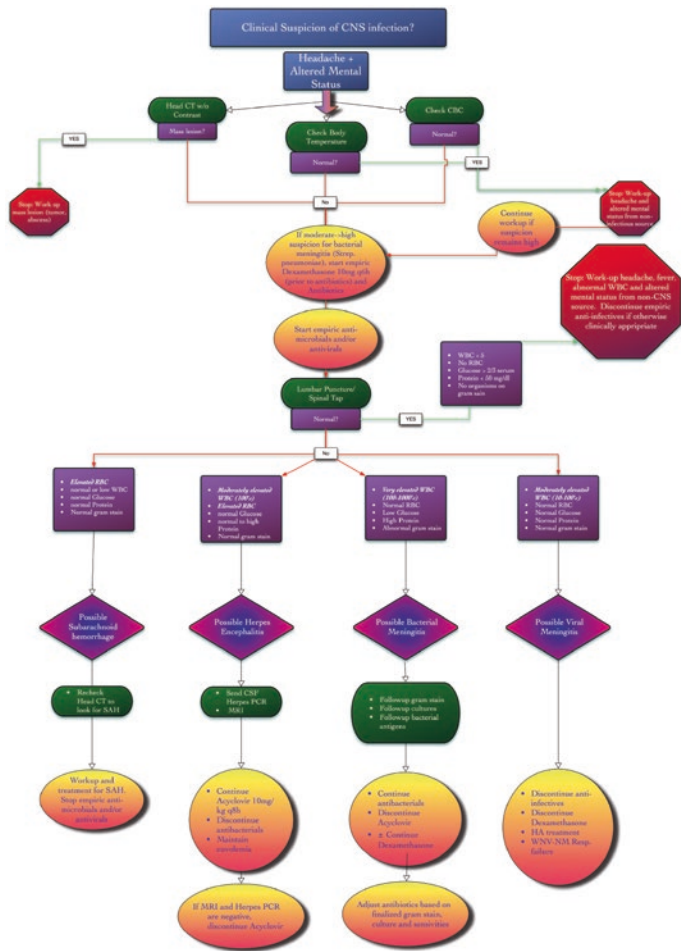 Clinical Suspicion of CNS infection?
Headache +
Altered Mental
Status
Head CT w/o
Contrast
Mass lesion?
Check Body
Temperature
Normal?
Check CBC
Normal?
YES
YES
No
Stop: Work up
mass lesion (tumor,
abscess)
Stop: Work-up
headache and
altered mental
status from non-
infectious source
Continue
workup if
suspicion
remains high
If moderate->high
suspicion for bacterial
meningitis (Strep.
pneumoniae), start empiric
Dexamethasone 10mg q6h
(prior to antibiotics) and
Antibiotics
Stop: Work-up headache, fever,
abnormal WBC and altered
mental status from non-CNS
source. Discontinue empiric
anti-infectives if otherwise
clinically appripriate
Start empiric anti-
microbials and/or
antivirals
• No RBC
• Glucose > 2/3 serum
• No organisms on
gram sain
Lumbar Puncture/
Spinal Tap
Normal?
YES
No
• Elevated RBC
• normal or low WBC
• normal Glucose
• normal Protein
• Normal gram stain
• Moderately elevated
WBC (100's)
• Elevated RBC
• normal Glucose
• normal to high
Protein
• Normal gram stain
• Very elevated WBC
(100-1000's)
• Normal RBC
• Low Glucose
• High Protein
• Abnormal gram stain
• Moderately elevated
WBC (10-100's)
• Normal RBC
• Normal Glucose
• Normal Protein
• Normal gram stain
Possible
Subarachnoid
hemorrhage
Possible Herpes
Encephalitis
Possible Bacterial
Meningitis
Possible Viral
Meningitis
• Recheck
Head CT to
look for SAH
• Send CSF
Herpes PCR
• MRI
• Followup gram stain
• Followup cultures
• Followup bacterial
antigens
Workup and
treatment for SAH.
Stop empiric anti-
microbials and/or
antivirals
• Continue
Acyclovir 10mg/
kg q8h
• Discontinue
antibacterials
• Maintain
euvolemia
• Continue
antibacterials
• Discontinue
Acyclovir
• ± Continue
Dexamethasone
• Discontinue anti-
infectives
• Discontinue
Dexamethasone
• HA treatment
• WNV-NM Resp.
failure
If MRI and Herpes PCR
are negative,
discontinue Acyclovir
Adjust antibiotics based on
finalized gram stain,
culture and sensivities